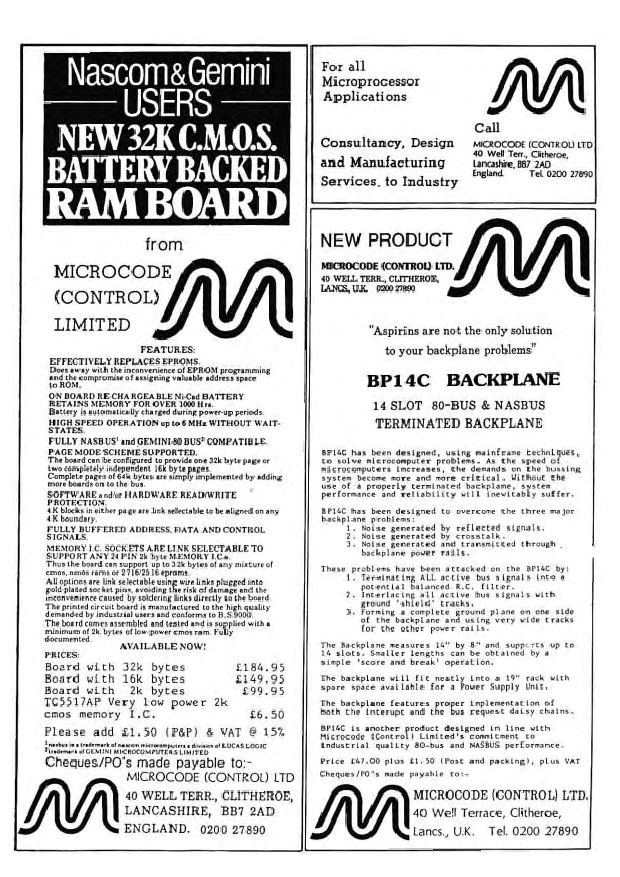 Nascom & Gemini
USERS
NEW 32K C.M.O.S.
BATTERY BACKED
RAM BOARD
from
MICROCODE
(CONTROL)
LIMITED
FEATURES:
EFFECTIVELY REPLACES EPROMS.
Does away with the inconvenience of EPROM programming
and the compromise of assigning valuable address space
to ROM.
ON BOARD RE-CHARGEABLE Ni-Cad BATTERY
RETAINS MEMORY FOR OVER 1000 Hrs.
Battery is automatically charged during power-up periods.
HIGH SPEED OPERATION up to 6 MHz WITHOUT WAIT-
STATES.
FULLY NASBUS¹ and GEMINI-80 BUS² COMPATIBLE.
PAGE MODE SCHEME SUPPORTED.
The board can be configured to provide one 32k byte page or
two completely independent 16k byte pages.
Complete pages of 64k bytes are simply implemented by adding
more boards on to the bus.
SOFTWARE and/or HARDWARE READ/WRITE
PROTECTION.
4K blocks in either page are link selectable to be aligned on any
4K boundary.
FULLY BUFFERED ADDRESS, DATA AND CONTROL
SIGNALS.
MEMORY I.C. SOCKETS ARE LINK SELECTABLE TO
SUPPORT ANY 24 PIN 2k byte MEMORY I.C.s.
Thus the board can support up to 32k bytes of any mixture of
cmos, nmos rams or 2716/2516 eproms.
All options are link selectable using wire links plugged into
gold-plated socket pins, avoiding the risk of damage and the
inconvenience caused by soldering links directly to the board.
The printed circuit board is manufactured to the high quality
demanded by industrial users and conforms to B.S.9000.
The board comes assembled and tested and is supplied with a
minimum of 2k bytes of low-power cmos ram. Fully
documented.
AVAILABLE NOW!
PRICES:
Board with 32k bytes £184.95
Board with 16k bytes £149.95
Board with 2k bytes £99.95
TC5517AP Very low power 2k
cmos memory I.C. £6.50
Please add £1.50 (P&P) & VAT @ 15%
¹ nasbus is a trademark of nascom microcomputers a division of LUCAS LOGIC
² trademark of GEMINI MICROCOMPUTERS LIMITED
Cheques/PO's made payable to:-
MICROCODE (CONTROL) LTD
40 WELL TERR., CLITHEROE,
LANCASHIRE, BB7 2AD
ENGLAND. 0200 27890
For all
Microprocessor
Applications
Consultancy, Design
and Manufacturing
Services, to Industry
Call
MICROCODE (CONTROL) LTD
40 Well Terr., Clitheroe,
Lancashire, BB7 2AD
England. Tel. 0200 27890
NEW PRODUCT
MICROCODE (CONTROL) LTD.
40 WELL TERR., CLITHEROE,
LANCS, U.K. 0200 27890
"Aspirins are not the only solution
to your backplane problems"
BP14C BACKPLANE
14 SLOT 80-BUS & NASBUS
TERMINATED BACKPLANE
BP14C has been designed, using mainframe techniques,
to solve microcomputer problems. As the speed of
microcomputers increases, the demands on the bussing
system become more and more critical. Without the
use of a properly terminated backplane, system
performance and reliability will inevitably suffer.
BP14C has been designed to overcome the three major
backplane problems:
1. Noise generated by reflected signals.
2. Noise generated by crosstalk.
3. Noise generated and transmitted through
backplane power rails.
These problems have been attacked on the BP14C by:
1. Terminating ALL active bus signals into a
potential balanced R.C. filter.
2. Interlacing all active bus signals with
ground 'shield' tracks.
3. Forming a complete ground plane on one side
of the backplane and using very wide tracks
for the other power rails.
The Backplane measures 14" by 8" and supports up to
14 slots. Smaller lengths can be obtained by a
simple 'score and break' operation.
The backplane will fit neatly into a 19" rack with
spare space available for a Power Supply Unit.
The backplane features proper implementation of
both the interupt and the bus request daisy chains.
BP14C is another product designed in line with
Microcode (Control) Limited's commitment to
industrial quality 80-bus and NASBUS performance.
Price £47.00 plus £1.50 (Post and packing), plus VAT
Cheques/PO's made payable to:-
MICROCODE (CONTROL) LTD.
40 Well Terrace, Clitheroe,
Lancs., U.K. Tel. 0200 27890